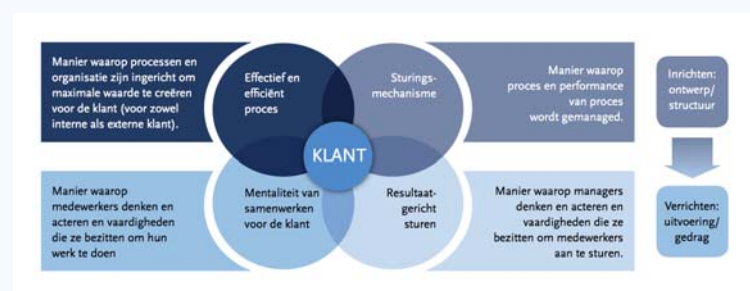 Manier waarop processen en
organisatie zijn ingericht om
maximale waarde te creëren
voor de klant (voor zowel
interne als externe klant).
Effectief en
efficiënt
proces
Sturings-
mechanisme
Manier waarop
proces en performance
van proces
wordt gemanaged.
Inrichten:
ontwerp/
structuur
KLANT
Manier waarop
medewerkers denken en
acteren en vaardigheden
die ze bezitten om hun
werk te doen
Mentaliteit van
samenwerken
voor de klant
Resultaat-
gericht
sturen
Manier waarop managers
denken en acteren en
vaardigheden die ze
bezitten om medewerkers
aan te sturen.
Verrichten:
uitvoering/
gedrag